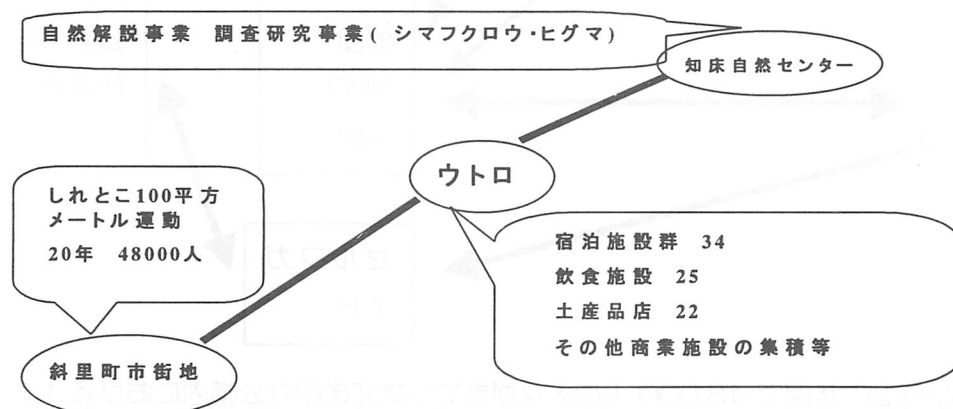 自然解説事業 調査研究事業( シマフクロウ・ヒグマ)
知床自然センター
ウトロ
しれとこ100平方
メートル運動
20年 48000人
宿泊施設群 34
飲食施設 25
土産品店 22
その他商業施設の集積等
斜里町市街地